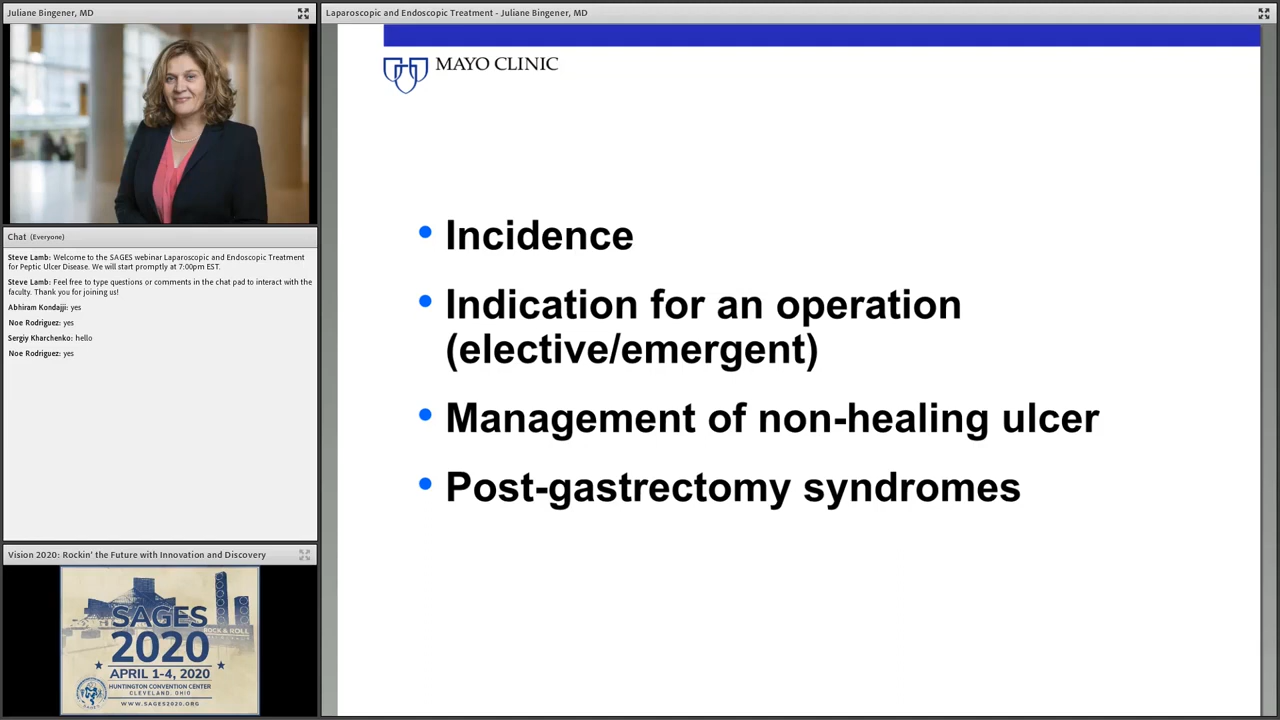 Juliane Bingener, MD
Laparoscopic and Endoscopic Treatment - Juliane Bingener, MD
MAYO CLINIC
• Incidence
• Indication for an operation
(elective/emergent)
• Management of non-healing ulcer
• Post-gastrectomy syndromes
Chat (Everyone)
Steve Lamb: Welcome to the SAGES webinar Laparoscopic and Endoscopic Treatment
for Peptic Ulcer Disease. We will start promptly at 7:00pm EST.
Steve Lamb: Feel free to type questions or comments in the chat pad to interact with the
faculty. Thank you for joining us!
Abhiram Kondajji: yes
Noe Rodriguez: yes
Sergiy Kharchenko: hello
Noe Rodriguez: yes
Vision 2020: Rockin' the Future with Innovation and Discovery
SAGES
ROCK & ROLL
2020
APRIL 1-4, 2020
HUNTINGTON CONVENTION CENTER
CLEVELAND, OHIO
WWW.SAGES2020.ORG